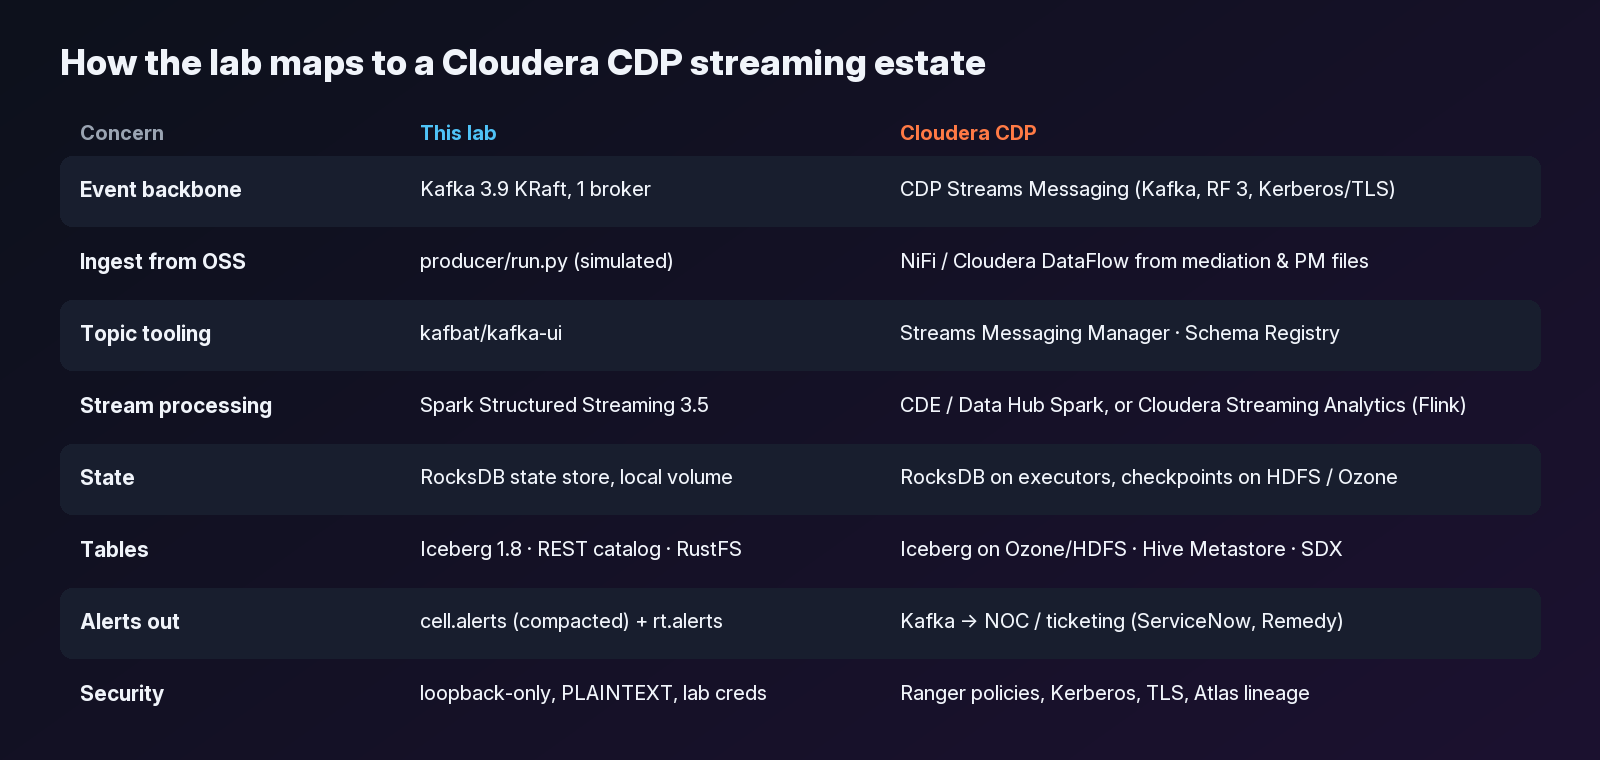 How the lab maps to a Cloudera CDP streaming estate
Concern This lab Cloudera CDP
Event backbone Kafka 3.9 KRaft, 1 broker CDP Streams Messaging (Kafka, RF 3, Kerberos/TLS)
Ingest from OSS producer/run.py (simulated) NiFi / Cloudera DataFlow from mediation & PM files
Topic tooling kafbat/kafka-ui Streams Messaging Manager · Schema Registry
Stream processing Spark Structured Streaming 3.5 CDE / Data Hub Spark, or Cloudera Streaming Analytics (Flink)
State RocksDB state store, local volume RocksDB on executors, checkpoints on HDFS / Ozone
Tables Iceberg 1.8 · REST catalog · RustFS Iceberg on Ozone/HDFS · Hive Metastore · SDX
Alerts out cell.alerts (compacted) + rt.alerts Kafka → NOC / ticketing (ServiceNow, Remedy)
Security loopback-only, PLAINTEXT, lab creds Ranger policies, Kerberos, TLS, Atlas lineage